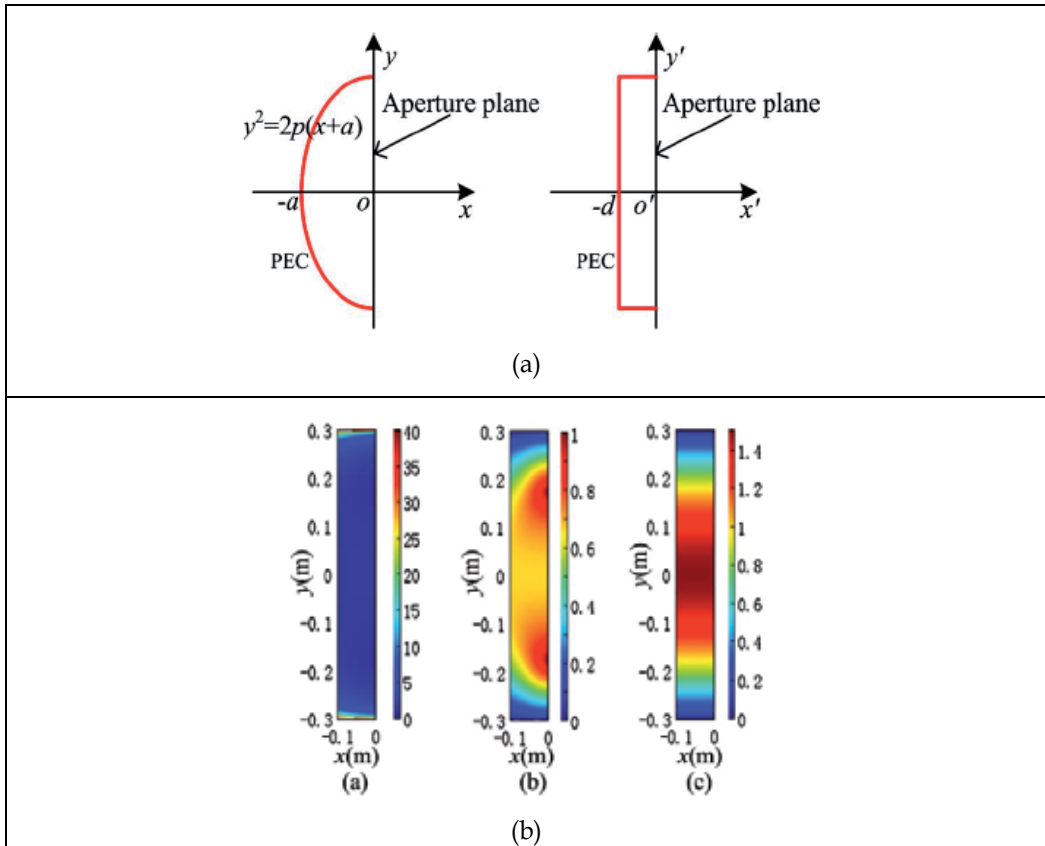 y y′
Aperture plane Aperture plane
y²=2p(x+a)
-a o x -d o′ x′
PEC PEC
(a)
0.3 40 0.3 1 0.3
35 1.4
0.2 30 0.2 0.8 0.2 1.2
0.1 25 0.1 0.6 0.1 1
y(m) 0 20 y(m) 0 y(m) 0 0.8
-0.1 15 -0.1 0.4 -0.1 0.6
10 0.4
-0.2 5 -0.2 0.2 -0.2 0.2
-0.3 0 -0.3 0 -0.3 0
-0.1 0 -0.1 0 -0.1 0
x(m) x(m) x(m)
(a) (b) (c)
(b)